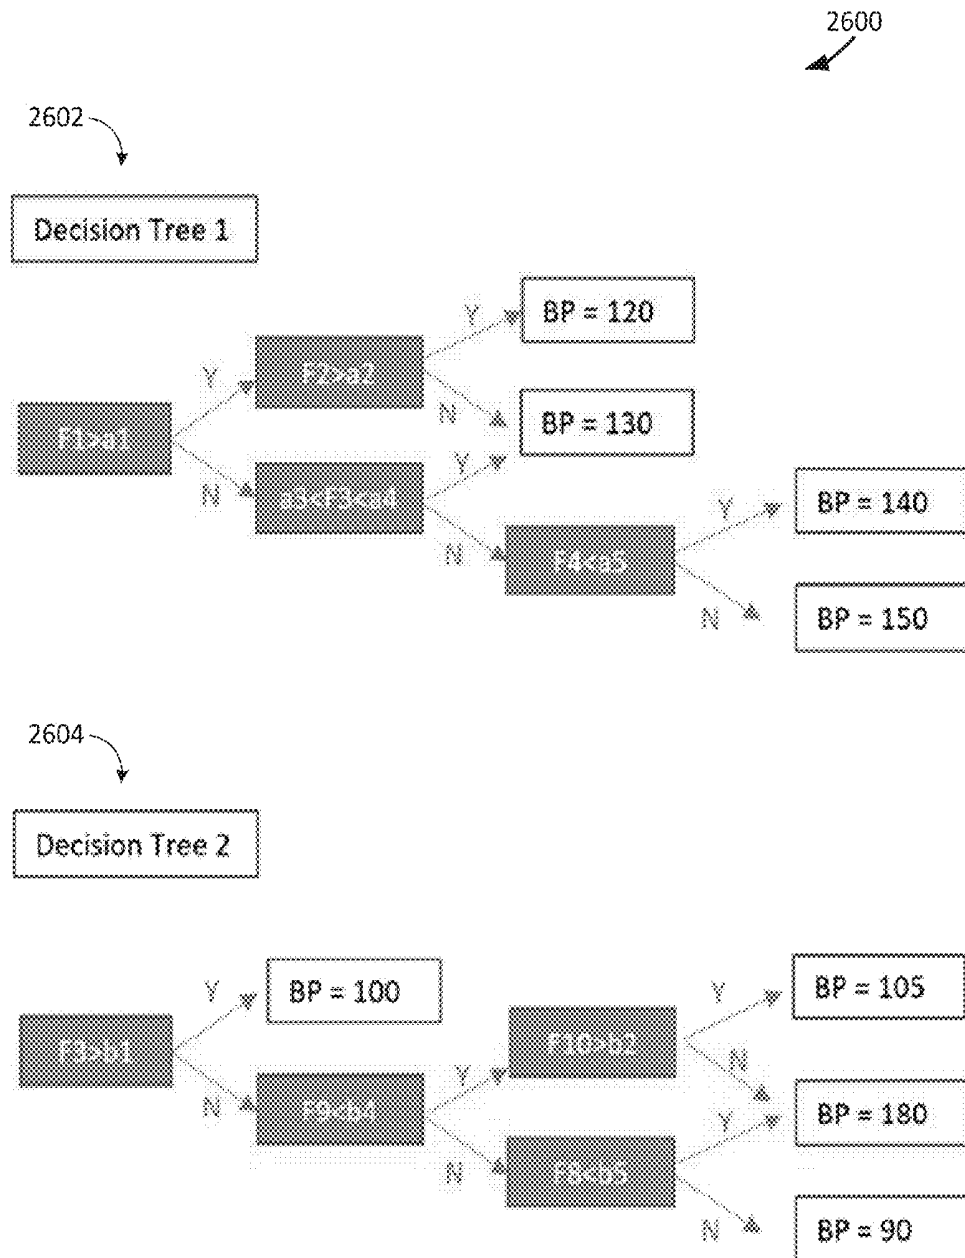 2600
2602
Decision Tree 1
BP = 120
Y
F2>a2
Y
N
BP = 130
F1>a1
Y
N
a3<F3<a4
BP = 140
Y
N
F4<a5
N
BP = 150
2604
Decision Tree 2
Y
BP = 100
Y
BP = 105
F3>b1
F10>b2
N
Y
N
F9<b4
BP = 180
Y
N
F8<b5
N
BP = 90